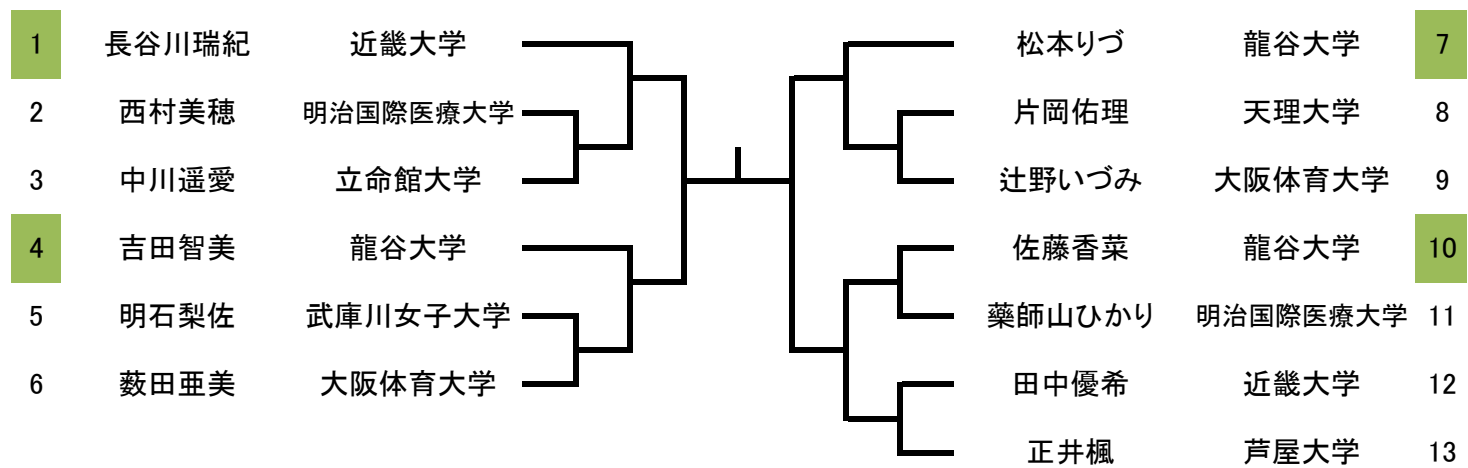 1 長谷川瑞紀 近畿大学 松本りづ 龍谷大学 7
2 西村美穂 明治国際医療大学 片岡佑理 天理大学 8
3 中川遥愛 立命館大学 辻野いづみ 大阪体育大学 9
4 吉田智美 龍谷大学 佐藤香菜 龍谷大学 10
5 明石梨佐 武庫川女子大学 藥師山ひかり 明治国際医療大学 11
6 薮田亜美 大阪体育大学 田中優希 近畿大学 12
正井楓 芦屋大学 13